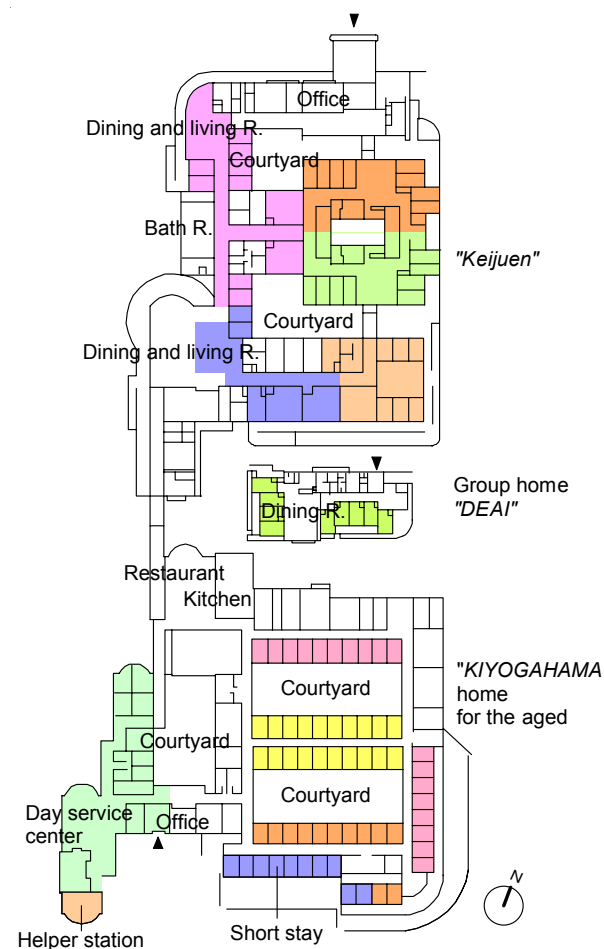 Office
Dining and living R.
Courtyard
Bath R.
"Keijuen"
Courtyard
Dining and living R.
Group home
"DEAI"
Dining R.
Restaurant
Kitchen
"KIYOGAHAMA
home
for the aged
Courtyard
Courtyard
Courtyard
Day service
center
Office
N
Short stay
Helper station